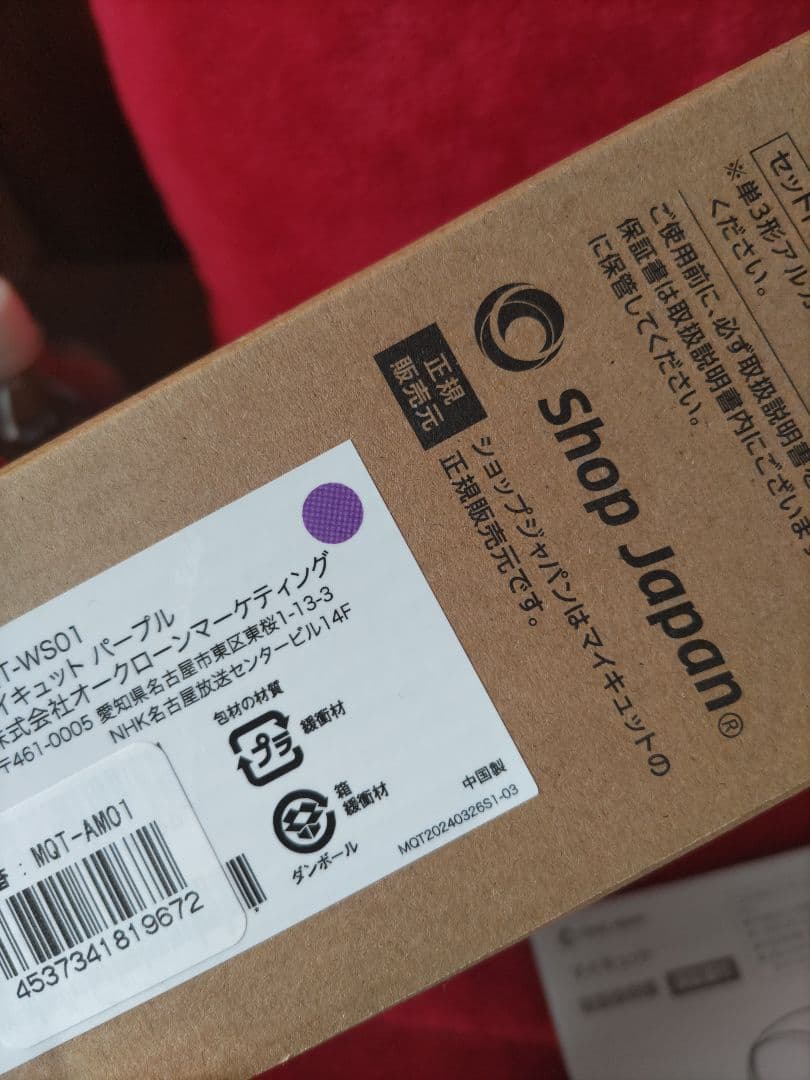 セット
※単3形アルカ
ください。
ご使用前に、必ず取扱説明書を
保証書は取扱説明書内にございます
に保管してください。
Shop Japan®
正規
販売元
ショップジャパンはマイキュットの
正規販売元です。
T-WS01
イキュット パープル
株式会社オークローンマーケティング
〒461-0005 愛知県名古屋市東区東桜1-13-3
NHK名古屋放送センタービル14F
包材の材質
プラ
緩衝材
箱
緩衝材
ダンボール
中国製
MQT20240326S1-03
番 : MQT-AM01
4537341819672